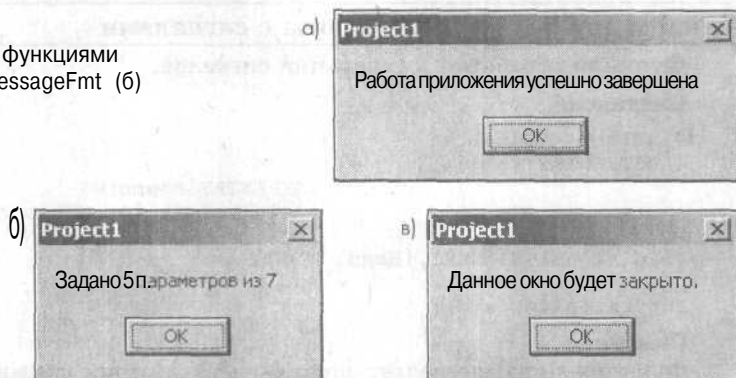 функциями
essageFmt (б)
а)
Project1
Работа приложения успешно завершена
OK
б)
Project1
Задано 5 п.араметров из 7
OK
в)
Project1
Данное окно будет закрыто.
OK